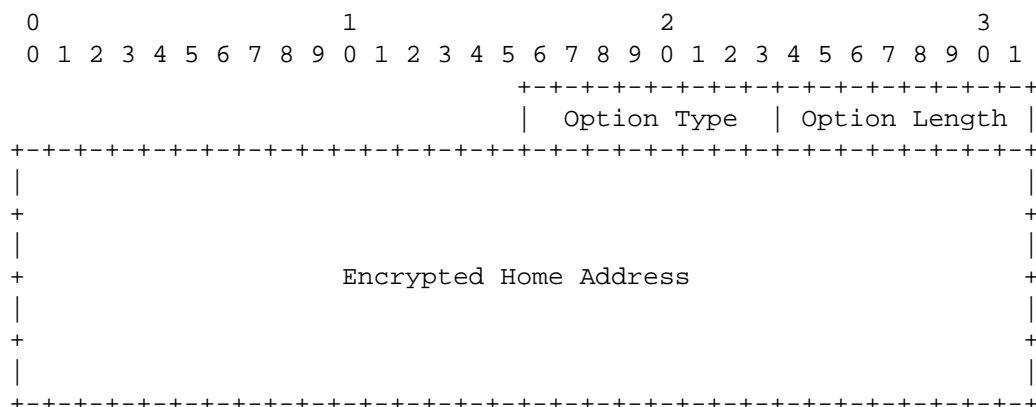 0                   1                   2                   3
 0 1 2 3 4 5 6 7 8 9 0 1 2 3 4 5 6 7 8 9 0 1 2 3 4 5 6 7 8 9 0 1
                                +-+-+-+-+-+-+-+-+-+-+-+-+-+-+-+-+
                                |  Option Type  | Option Length |
+-+-+-+-+-+-+-+-+-+-+-+-+-+-+-+-+-+-+-+-+-+-+-+-+-+-+-+-+-+-+-+-+
|                                                               |
+                                                               +
|                                                               |
+                    Encrypted Home Address                     +
|                                                               |
+                                                               +
|                                                               |
+-+-+-+-+-+-+-+-+-+-+-+-+-+-+-+-+-+-+-+-+-+-+-+-+-+-+-+-+-+-+-+-+